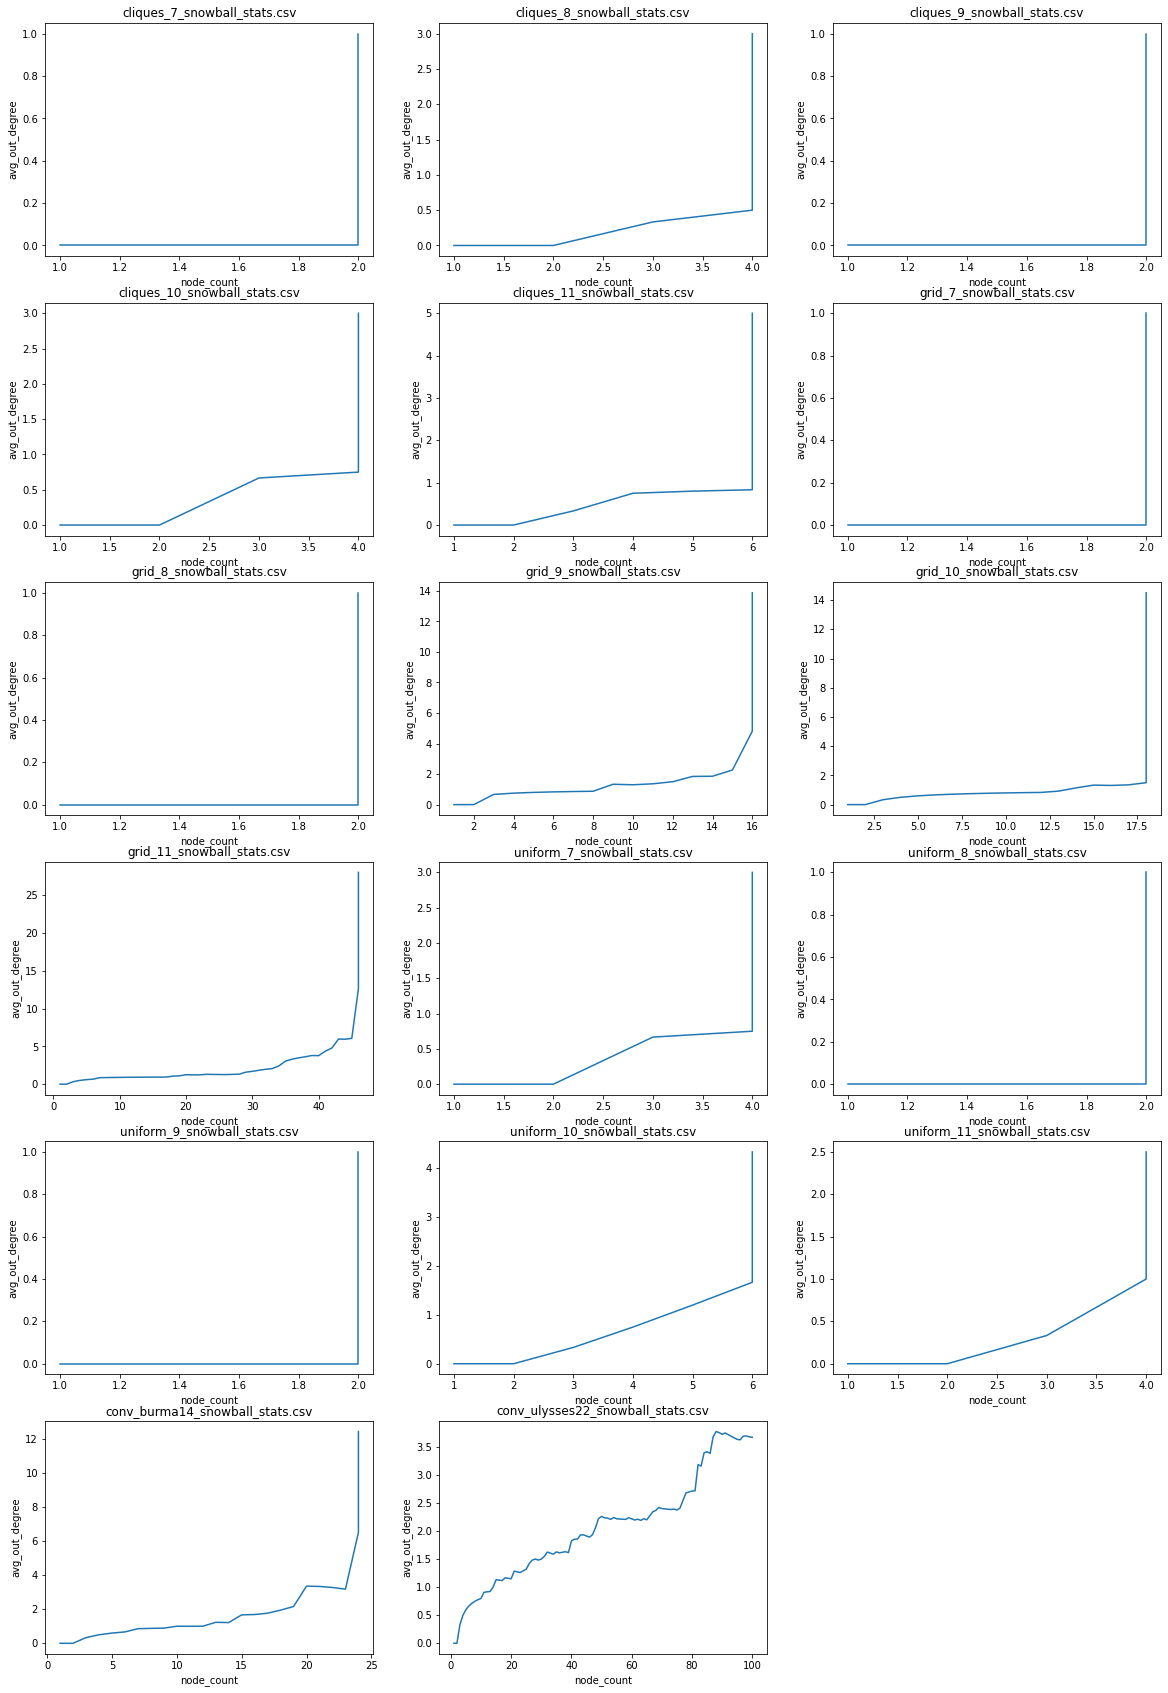 cliques_7_snowball_stats.csv
cliques_8_snowball_stats.csv
cliques_9_snowball_stats.csv
avg_out_degree
1.0
0.8
0.6
0.4
0.2
0.0
1.0 1.2 1.4 1.6 1.8 2.0
node_count
avg_out_degree
3.0
2.5
2.0
1.5
1.0
0.5
0.0
1.0 1.5 2.0 2.5 3.0 3.5 4.0
node_count
avg_out_degree
1.0
0.8
0.6
0.4
0.2
0.0
1.0 1.2 1.4 1.6 1.8 2.0
node_count
cliques_10_snowball_stats.csv
cliques_11_snowball_stats.csv
grid_7_snowball_stats.csv
avg_out_degree
3.0
2.5
2.0
1.5
1.0
0.5
0.0
1.0 1.5 2.0 2.5 3.0 3.5 4.0
node_count
avg_out_degree
5
4
3
2
1
0
1 2 3 4 5 6
node_count
avg_out_degree
1.0
0.8
0.6
0.4
0.2
0.0
1.0 1.2 1.4 1.6 1.8 2.0
node_count
grid_8_snowball_stats.csv
grid_9_snowball_stats.csv
grid_10_snowball_stats.csv
avg_out_degree
1.0
0.8
0.6
0.4
0.2
0.0
1.0 1.2 1.4 1.6 1.8 2.0
node_count
avg_out_degree
14
12
10
8
6
4
2
0
2 4 6 8 10 12 14 16
node_count
avg_out_degree
14
12
10
8
6
4
2
0
2.5 5.0 7.5 10.0 12.5 15.0 17.5
node_count
grid_11_snowball_stats.csv
uniform_7_snowball_stats.csv
uniform_8_snowball_stats.csv
avg_out_degree
25
20
15
10
5
0
0 10 20 30 40
node_count
avg_out_degree
3.0
2.5
2.0
1.5
1.0
0.5
0.0
1.0 1.5 2.0 2.5 3.0 3.5 4.0
node_count
avg_out_degree
1.0
0.8
0.6
0.4
0.2
0.0
1.0 1.2 1.4 1.6 1.8 2.0
node_count
uniform_9_snowball_stats.csv
uniform_10_snowball_stats.csv
uniform_11_snowball_stats.csv
avg_out_degree
1.0
0.8
0.6
0.4
0.2
0.0
1.0 1.2 1.4 1.6 1.8 2.0
node_count
avg_out_degree
4
3
2
1
0
1 2 3 4 5 6
node_count
avg_out_degree
2.5
2.0
1.5
1.0
0.5
0.0
1.0 1.5 2.0 2.5 3.0 3.5 4.0
node_count
conv_burma14_snowball_stats.csv
conv_ulysses22_snowball_stats.csv
avg_out_degree
12
10
8
6
4
2
0
0 5 10 15 20 25
node_count
avg_out_degree
3.5
3.0
2.5
2.0
1.5
1.0
0.5
0.0
0 20 40 60 80 100
node_count